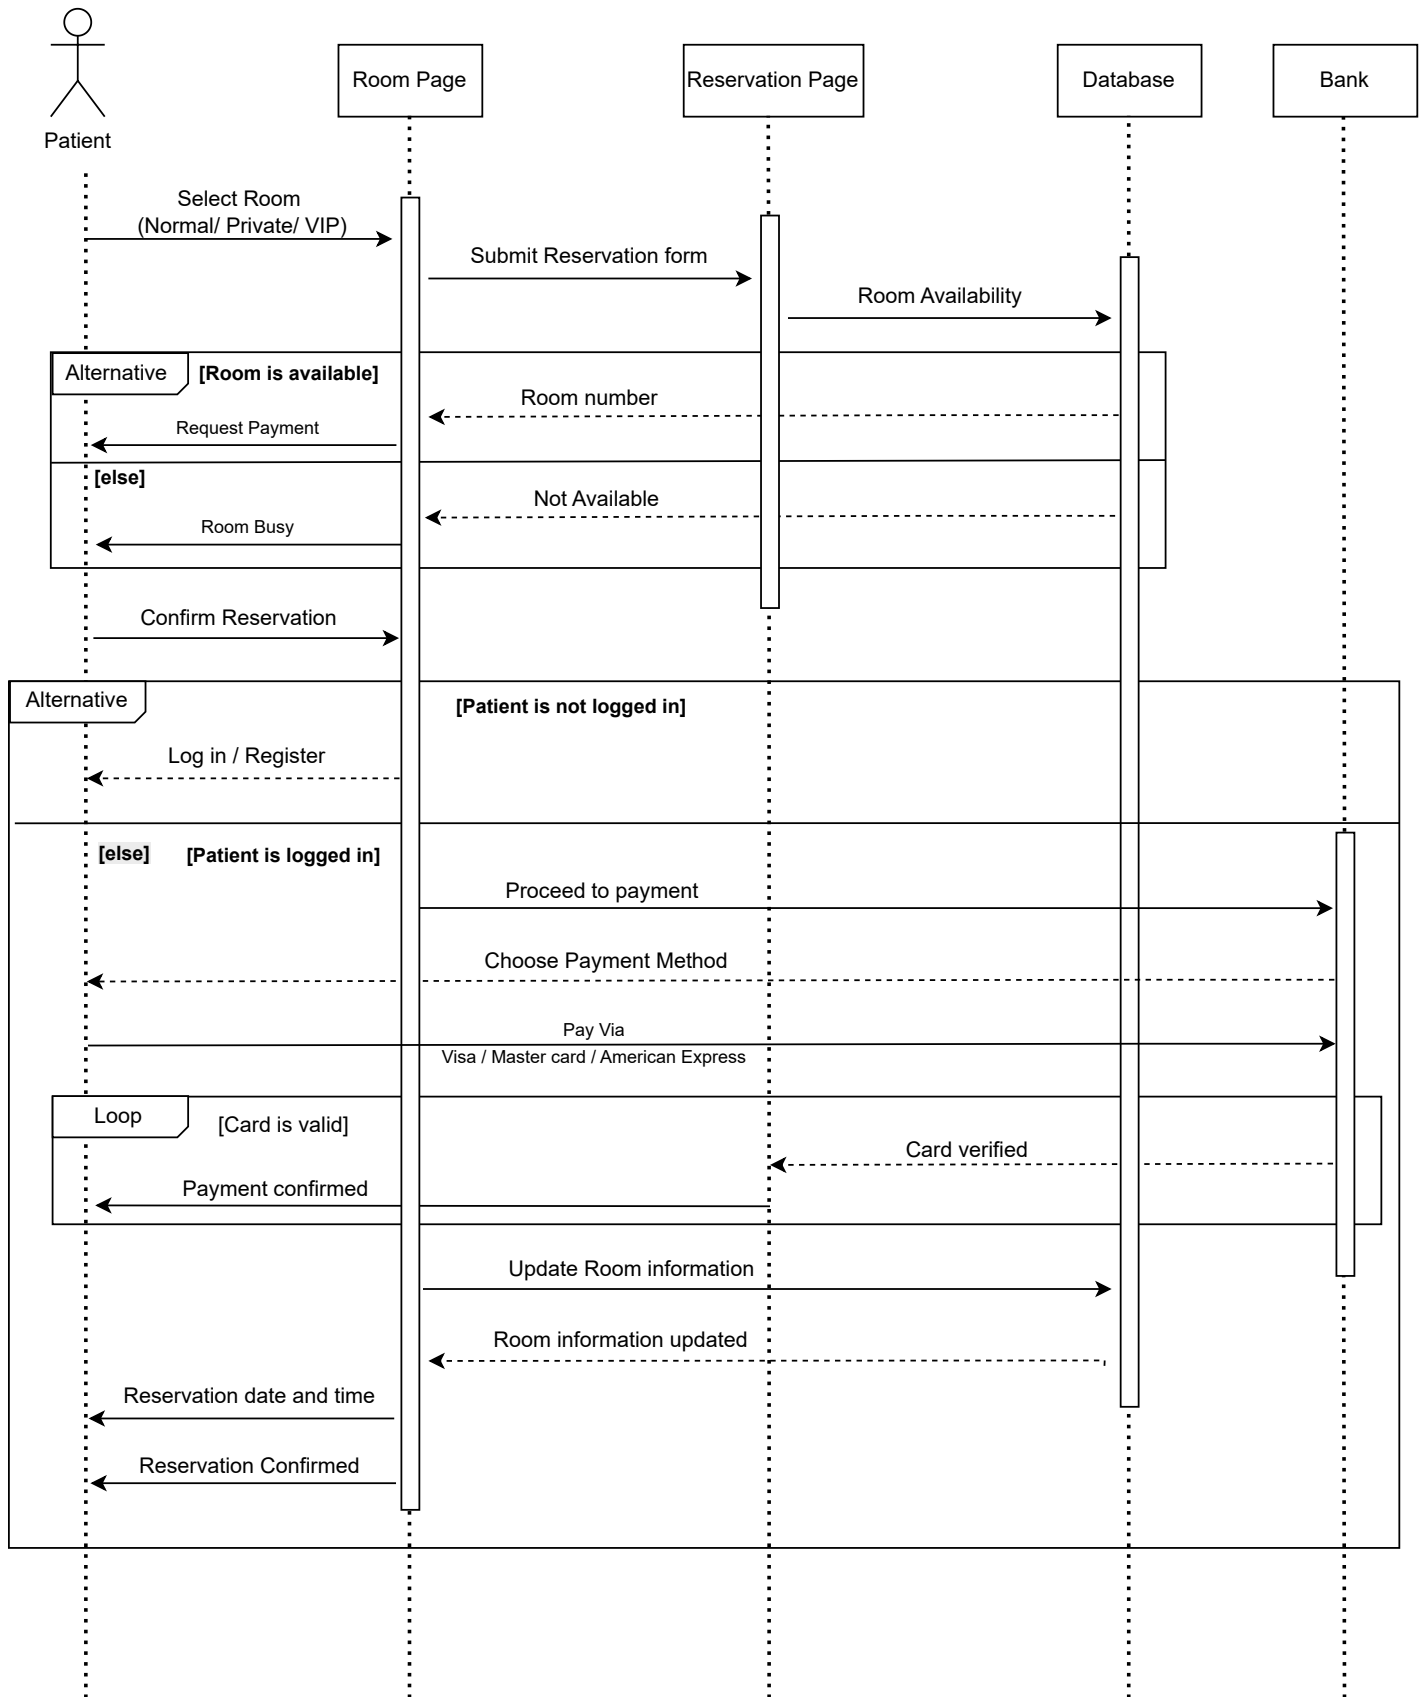 Patient
Room Page
Reservation Page
Database
Bank
Select Room
(Normal/ Private/ VIP)
Submit Reservation form
Room Availability
Alternative
[Room is available]
Room number
Request Payment
[else]
Not Available
Room Busy
Confirm Reservation
Alternative
[Patient is not logged in]
Log in / Register
[else]
[Patient is logged in]
Proceed to payment
Choose Payment Method
Pay Via
Visa / Master card / American Express
Loop
[Card is valid]
Card verified
Payment confirmed
Update Room information
Room information updated
Reservation date and time
Reservation Confirmed